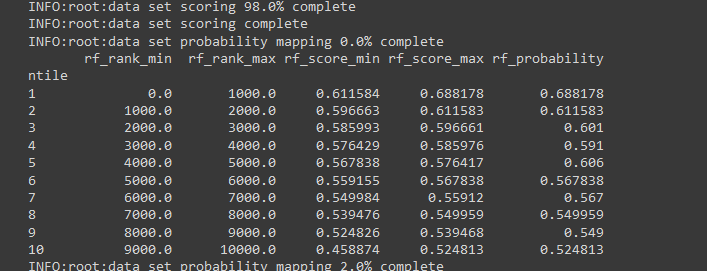 INFO:root:data set scoring 98.0% complete
INFO:root:data set scoring complete
INFO:root:data set probability mapping 0.0% complete
rf_rank_min rf_rank_max rf_score_min rf_score_max rf_probability
ntile
1 0.0 1000.0 0.611584 0.688178 0.688178
2 1000.0 2000.0 0.596663 0.611583 0.611583
3 2000.0 3000.0 0.585993 0.596661 0.601
4 3000.0 4000.0 0.576429 0.585976 0.591
5 4000.0 5000.0 0.567838 0.576417 0.606
6 5000.0 6000.0 0.559155 0.567838 0.567838
7 6000.0 7000.0 0.549984 0.55912 0.567
8 7000.0 8000.0 0.539476 0.549959 0.549959
9 8000.0 9000.0 0.524826 0.539468 0.549
10 9000.0 10000.0 0.458874 0.524813 0.524813
INFO:root:data set probability mapping 2.0% complete